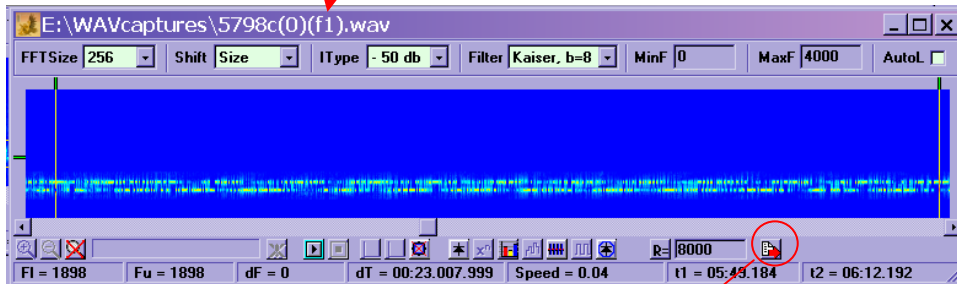 E:\WAVcaptures\5798c(0)(f1).wav
FFTSize 256 Shift Size IType - 50 db Filter Kaiser, b=8 MinF 0 MaxF 4000 AutoL
R= 8000
Fl = 1898 Fu = 1898 dF = 0 dT = 00:23.007.999 Speed = 0.04 t1 = 05:49.184 t2 = 06:12.192